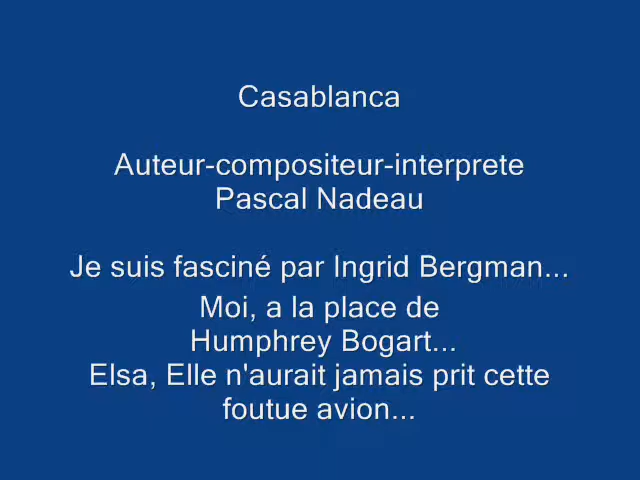 Casablanca
Auteur-compositeur-interprete
Pascal Nadeau
Je suis fasciné par Ingrid Bergman...
Moi, a la place de
Humphrey Bogart...
Elsa, Elle n'aurait jamais prit cette
foutue avion...